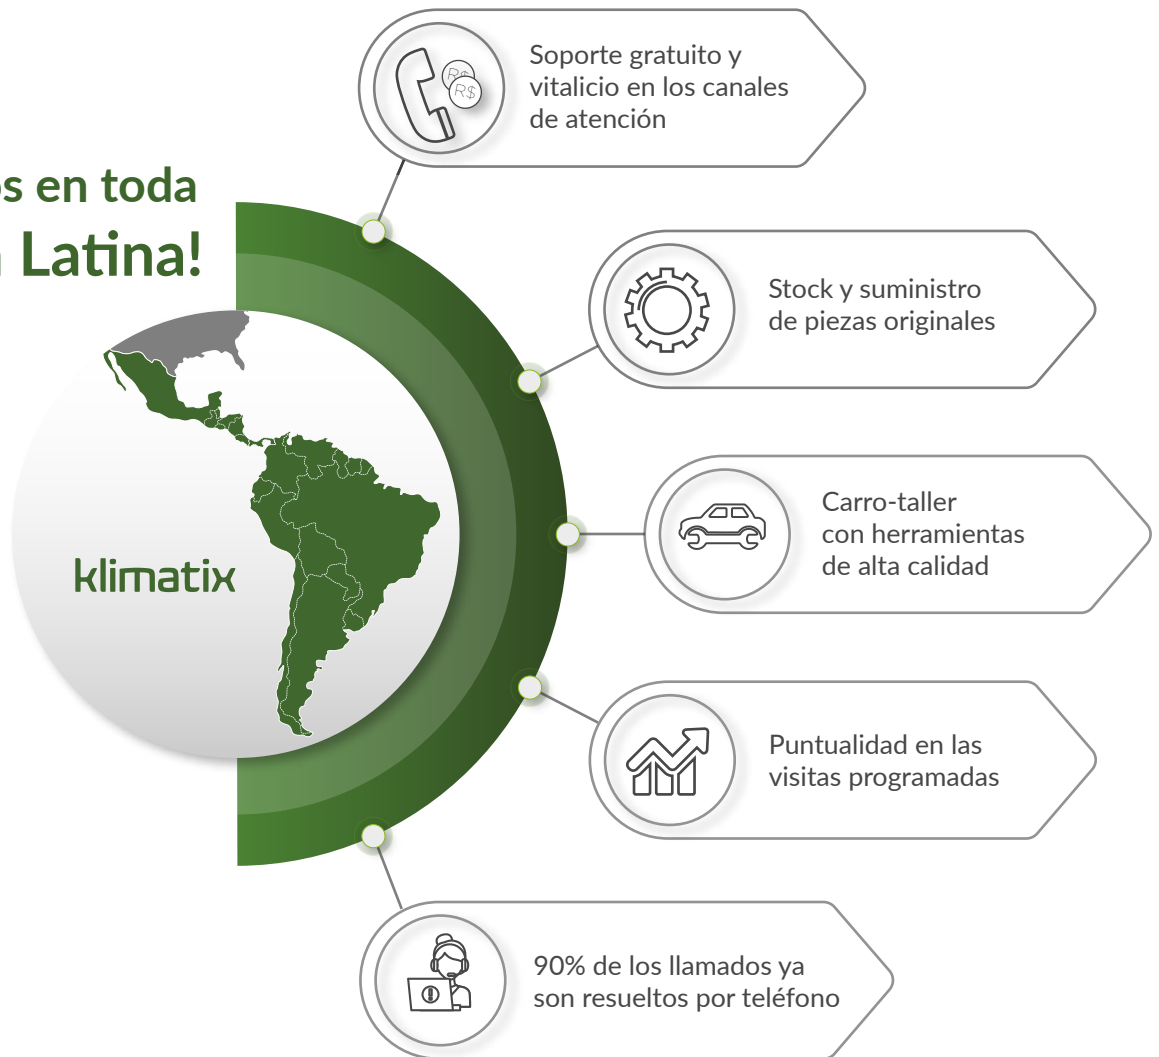 Soporte gratuito y
vitalicio en los canales
de atención
R$
R$
s en toda
Latina!
Stock y suministro
de piezas originales
Carro-taller
con herramientas
de alta calidad
klimatix
Puntualidad en las
visitas programadas
90% de los llamados ya
son resueltos por teléfono